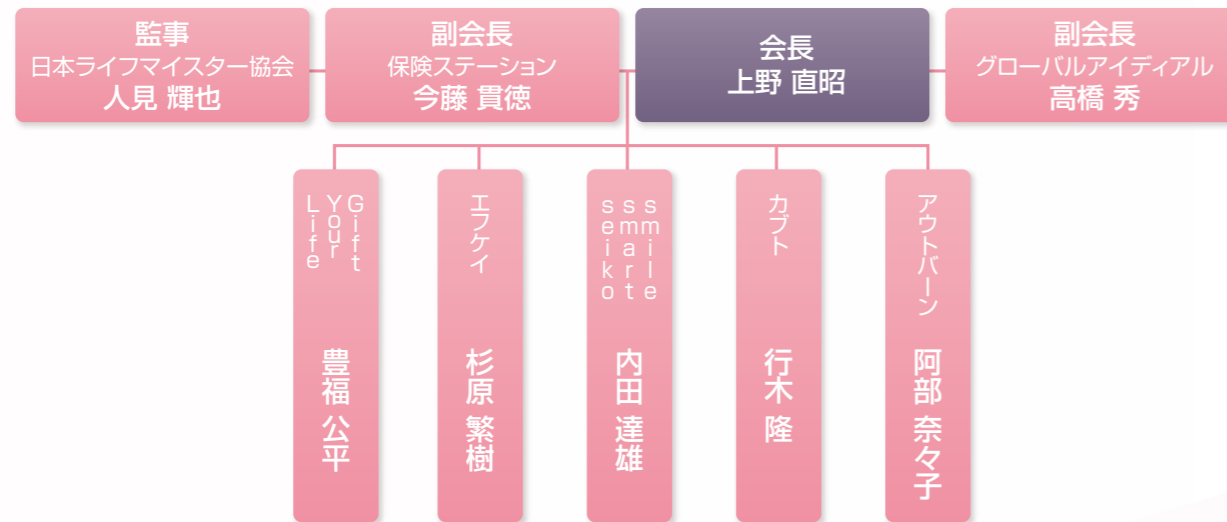 監事
日本ライフマイスター協会
人見 輝也
副会長
保険ステーション
今藤 貫徳
会長
上野 直昭
副会長
グローバルアイディアル
高橋 秀
Gift
Your
Life
豊福 公平
エフケイ
杉原 繁樹
smile
smart
seiko
内田 達雄
カブト
行木 隆
アウトバーン
阿部 奈々子